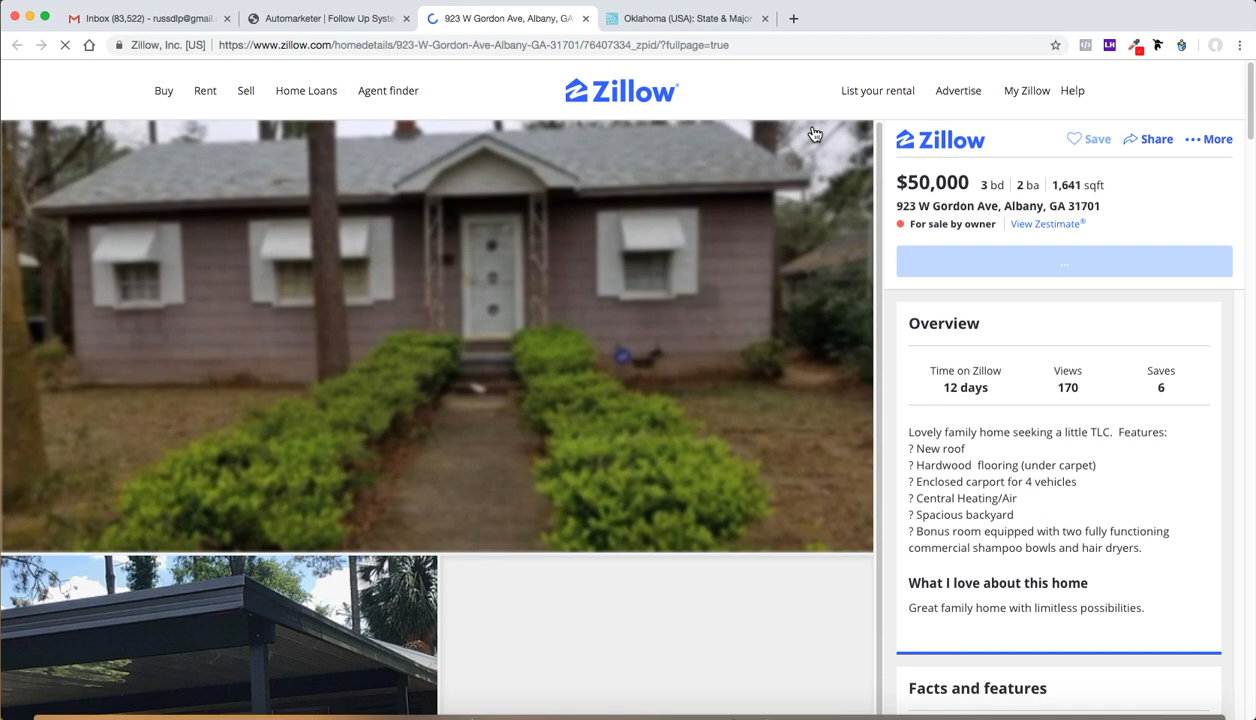 Inbox (83,522) - russdlp@gmail.
Automarketer | Follow Up Syste
923 W Gordon Ave, Albany, GA
Oklahoma (USA): State & Major
Zillow, Inc. [US] | https://www.zillow.com/homedetails/923-W-Gordon-Ave-Albany-GA-31701/76407334_zpid/?fullpage=true
LH
Buy Rent Sell Home Loans Agent finder
Zillow
List your rental Advertise My Zillow Help
Zillow
Save Share More
$50,000 3 bd 2 ba 1,641 sqft
923 W Gordon Ave, Albany, GA 31701
For sale by owner View Zestimate®
...
Overview
Time on Zillow Views Saves
12 days 170 6
Lovely family home seeking a little TLC. Features:
? New roof
? Hardwood flooring (under carpet)
? Enclosed carport for 4 vehicles
? Central Heating/Air
? Spacious backyard
? Bonus room equipped with two fully functioning
commercial shampoo bowls and hair dryers.
What I love about this home
Great family home with limitless possibilities.
Facts and features